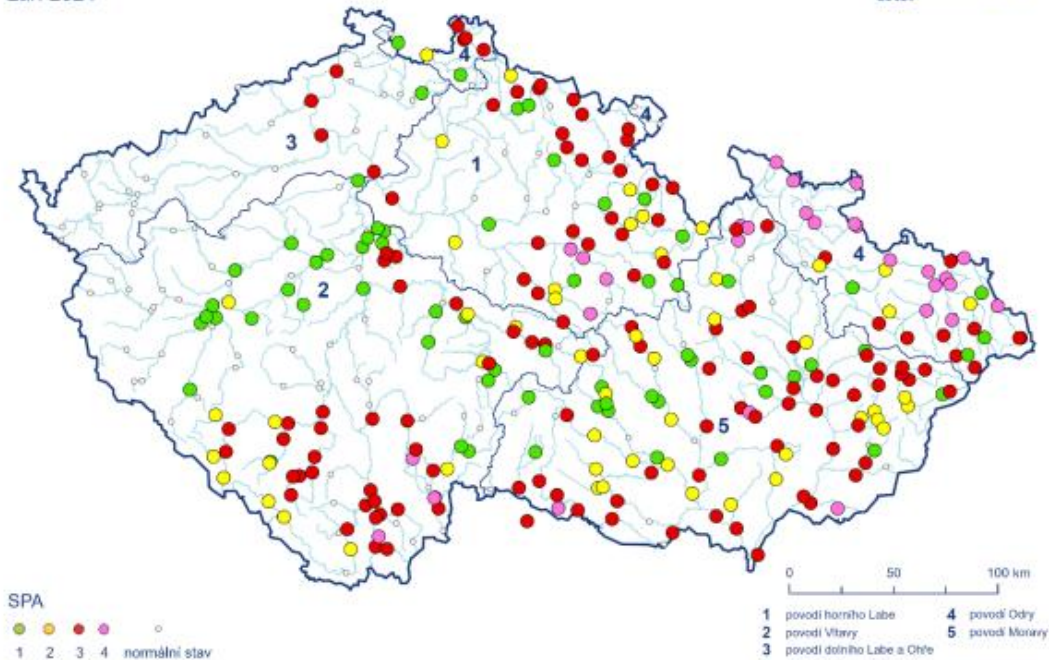 4
4
3
1
4
2
5
SPA
1 2 3 4 normální stav
0 50 100 km
1 povodí horního Labe
2 povodí Vltavy
3 povodí dolního Labe a Ohře
4 povodí Odry
5 povodí Moravy